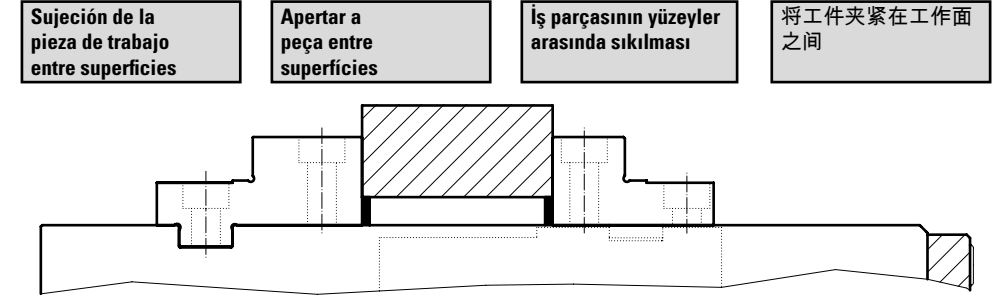 Sujeción de la
pieza de trabajo
entre superficies
Apertar a
peça entre
superfícies
İş parçasının yüzeyler
arasında sıkılması
将工件夹紧在工作面
之间